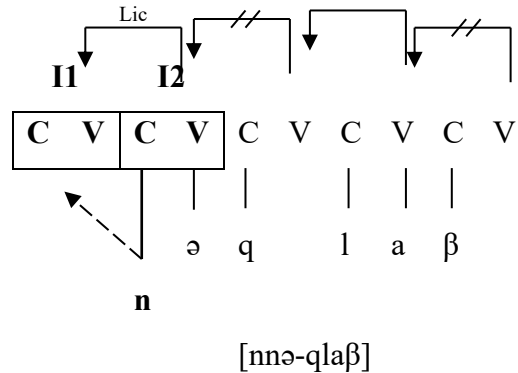 Lic
I1 I2
C V C V C V C V C V
ə q l a β
n
[nnə-qlaβ]